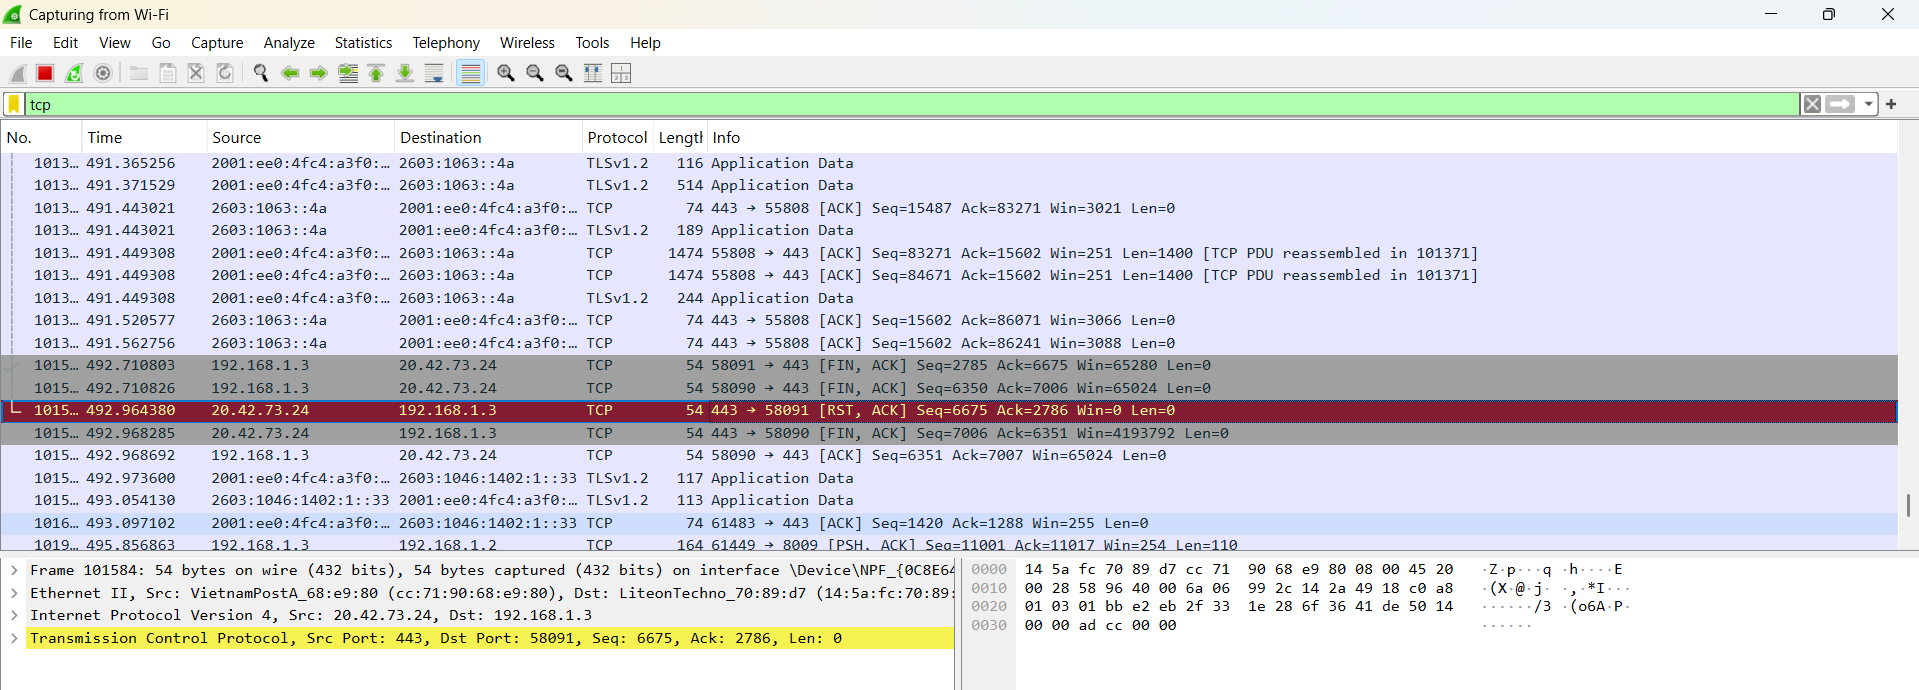 Capturing from Wi-Fi
File Edit View Go Capture Analyze Statistics Telephony Wireless Tools Help
tcp
No. Time Source Destination Protocol Length Info
1013… 491.365256 2001:ee0:4fc4:a3f0:… 2603:1063::4a TLSv1.2 116 Application Data
1013… 491.371529 2001:ee0:4fc4:a3f0:… 2603:1063::4a TLSv1.2 514 Application Data
1013… 491.443021 2603:1063::4a 2001:ee0:4fc4:a3f0:… TCP 74 443 → 55808 [ACK] Seq=15487 Ack=83271 Win=3021 Len=0
1013… 491.443021 2603:1063::4a 2001:ee0:4fc4:a3f0:… TLSv1.2 189 Application Data
1013… 491.449308 2001:ee0:4fc4:a3f0:… 2603:1063::4a TCP 1474 55808 → 443 [ACK] Seq=83271 Ack=15602 Win=251 Len=1400 [TCP PDU reassembled in 101371]
1013… 491.449308 2001:ee0:4fc4:a3f0:… 2603:1063::4a TCP 1474 55808 → 443 [ACK] Seq=84671 Ack=15602 Win=251 Len=1400 [TCP PDU reassembled in 101371]
1013… 491.449308 2001:ee0:4fc4:a3f0:… 2603:1063::4a TLSv1.2 244 Application Data
1013… 491.520577 2603:1063::4a 2001:ee0:4fc4:a3f0:… TCP 74 443 → 55808 [ACK] Seq=15602 Ack=86071 Win=3066 Len=0
1013… 491.562756 2603:1063::4a 2001:ee0:4fc4:a3f0:… TCP 74 443 → 55808 [ACK] Seq=15602 Ack=86241 Win=3088 Len=0
1015… 492.710803 192.168.1.3 20.42.73.24 TCP 54 58091 → 443 [FIN, ACK] Seq=2785 Ack=6675 Win=65280 Len=0
1015… 492.710826 192.168.1.3 20.42.73.24 TCP 54 58090 → 443 [FIN, ACK] Seq=6350 Ack=7006 Win=65024 Len=0
1015… 492.964380 20.42.73.24 192.168.1.3 TCP 54 443 → 58091 [RST, ACK] Seq=6675 Ack=2786 Win=0 Len=0
1015… 492.968285 20.42.73.24 192.168.1.3 TCP 54 443 → 58090 [FIN, ACK] Seq=7006 Ack=6351 Win=4193792 Len=0
1015… 492.968692 192.168.1.3 20.42.73.24 TCP 54 58090 → 443 [ACK] Seq=6351 Ack=7007 Win=65024 Len=0
1015… 492.973600 2001:ee0:4fc4:a3f0:… 2603:1046:1402:1::33 TLSv1.2 117 Application Data
1015… 493.054130 2603:1046:1402:1::33 2001:ee0:4fc4:a3f0:… TLSv1.2 113 Application Data
1016… 493.097102 2001:ee0:4fc4:a3f0:… 2603:1046:1402:1::33 TCP 74 61483 → 443 [ACK] Seq=1420 Ack=1288 Win=255 Len=0
1019… 495.856863 192.168.1.3 192.168.1.2 TCP 164 61449 → 8009 [PSH, ACK] Seq=11001 Ack=11017 Win=254 Len=110
Frame 101584: 54 bytes on wire (432 bits), 54 bytes captured (432 bits) on interface \Device\NPF_{0C8E64
Ethernet II, Src: VietnamPostA_68:e9:80 (cc:71:90:68:e9:80), Dst: LiteonTechno_70:89:d7 (14:5a:fc:70:89:
Internet Protocol Version 4, Src: 20.42.73.24, Dst: 192.168.1.3
Transmission Control Protocol, Src Port: 443, Dst Port: 58091, Seq: 6675, Ack: 2786, Len: 0
0000 14 5a fc 70 89 d7 cc 71 90 68 e9 80 08 00 45 20 ·Z·p···q ·h····E
0010 00 28 58 96 40 00 6a 06 99 2c 14 2a 49 18 c0 a8 ·(X·@·j· ·,·*I···
0020 01 03 01 bb e2 eb 2f 33 1e 28 6f 36 41 de 50 14 ······/3 ·(o6A·P·
0030 00 00 ad cc 00 00 ······